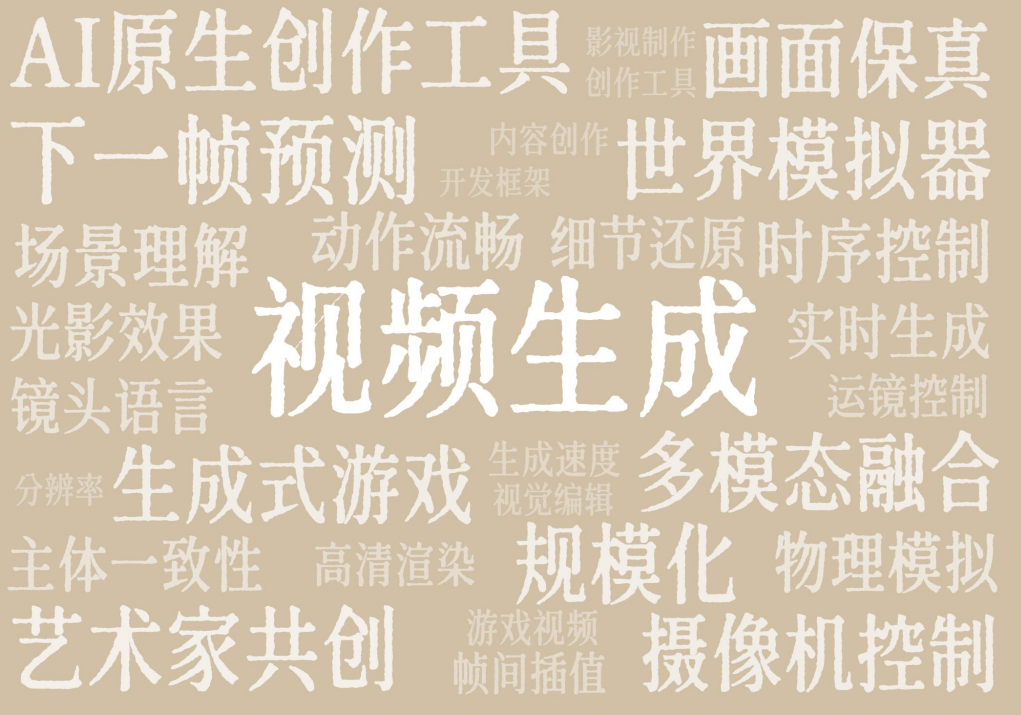 AI原生创作工具
影视制作
创作工具
画面保真
下一帧预测
内容创作
开发框架
世界模拟器
场景理解
动作流畅
细节还原
时序控制
光影效果
视频生成
实时生成
镜头语言
运镜控制
分辨率
生成式游戏
生成速度
视觉编辑
多模态融合
主体一致性
高清渲染
规模化
物理模拟
艺术家共创
游戏视频
帧间插值
摄像机控制